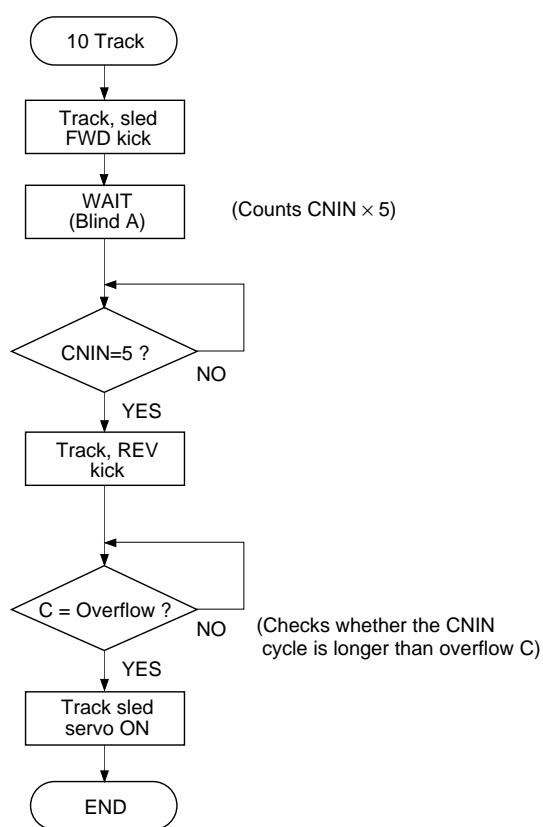 10 Track
Track, sled
FWD kick
WAIT
(Blind A)
(Counts CNIN × 5)
CNIN=5 ?
NO
YES
Track, REV
kick
C = Overflow ?
NO
(Checks whether the CNIN
cycle is longer than overflow C)
YES
Track sled
servo ON
END